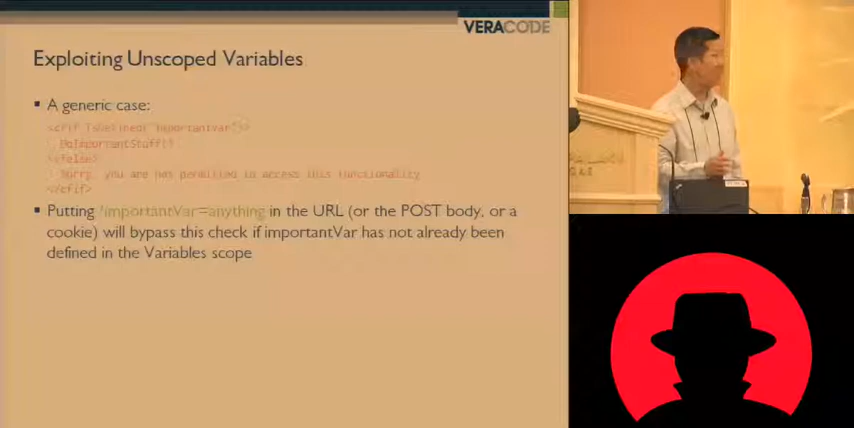 VERACODE
Exploiting Unscoped Variables
▪ A generic case:
<cfif IsDefined("importantVar")>
DoImportantStuff()
<cfelse>
Sorry, you are not permitted to access this functionality
</cfif>
▪ Putting ?importantVar=anything in the URL (or the POST body, or a
cookie) will bypass this check if importantVar has not already been
defined in the Variables scope